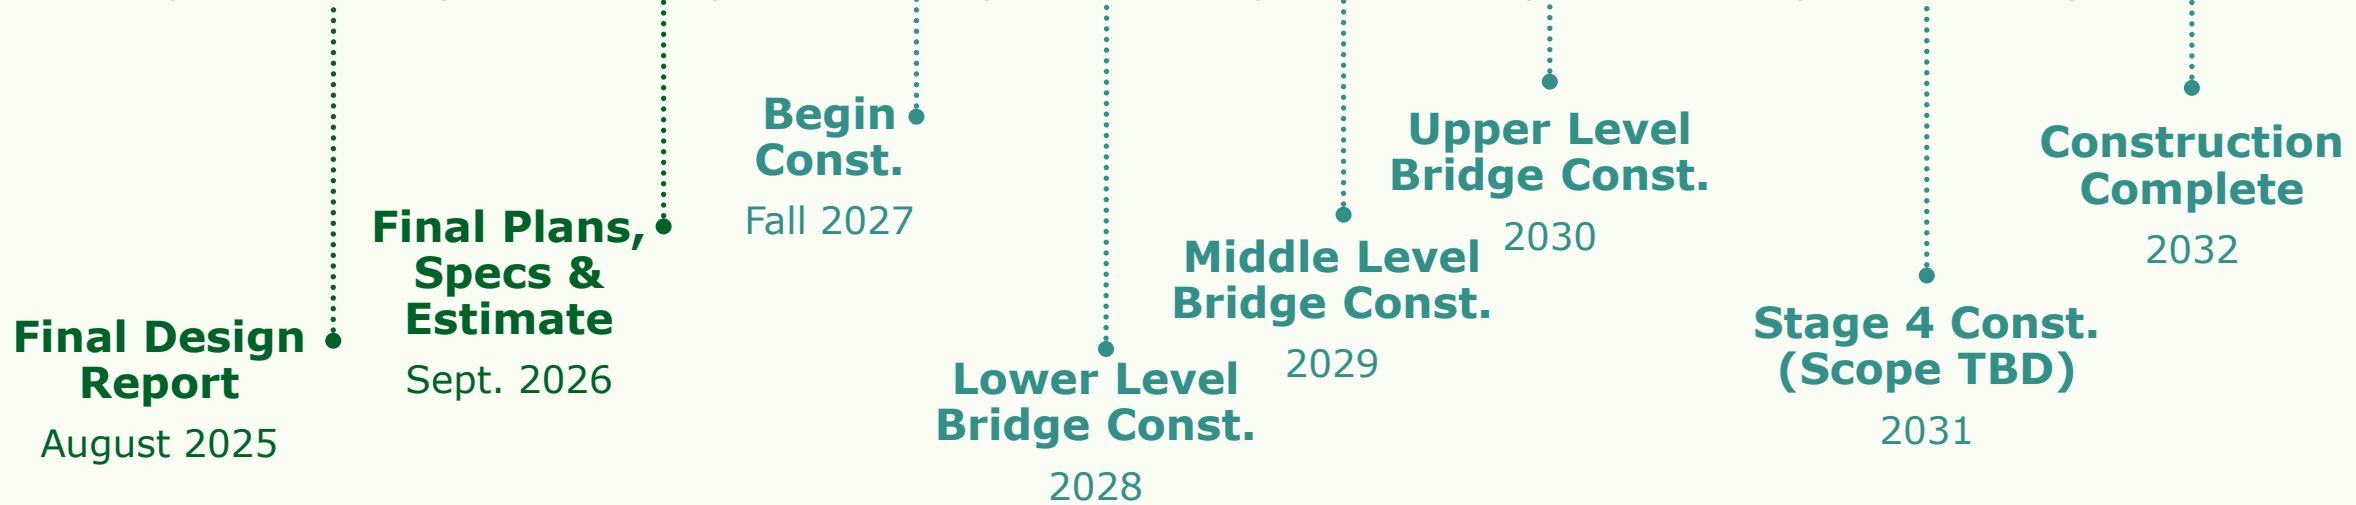 Final Design
Report
August 2025
Final Plans,
Specs &
Estimate
Sept. 2026
Begin
Const.
Fall 2027
Lower Level
Bridge Const.
2028
Middle Level
Bridge Const.
2029
Upper Level
Bridge Const.
2030
Stage 4 Const.
(Scope TBD)
2031
Construction
Complete
2032